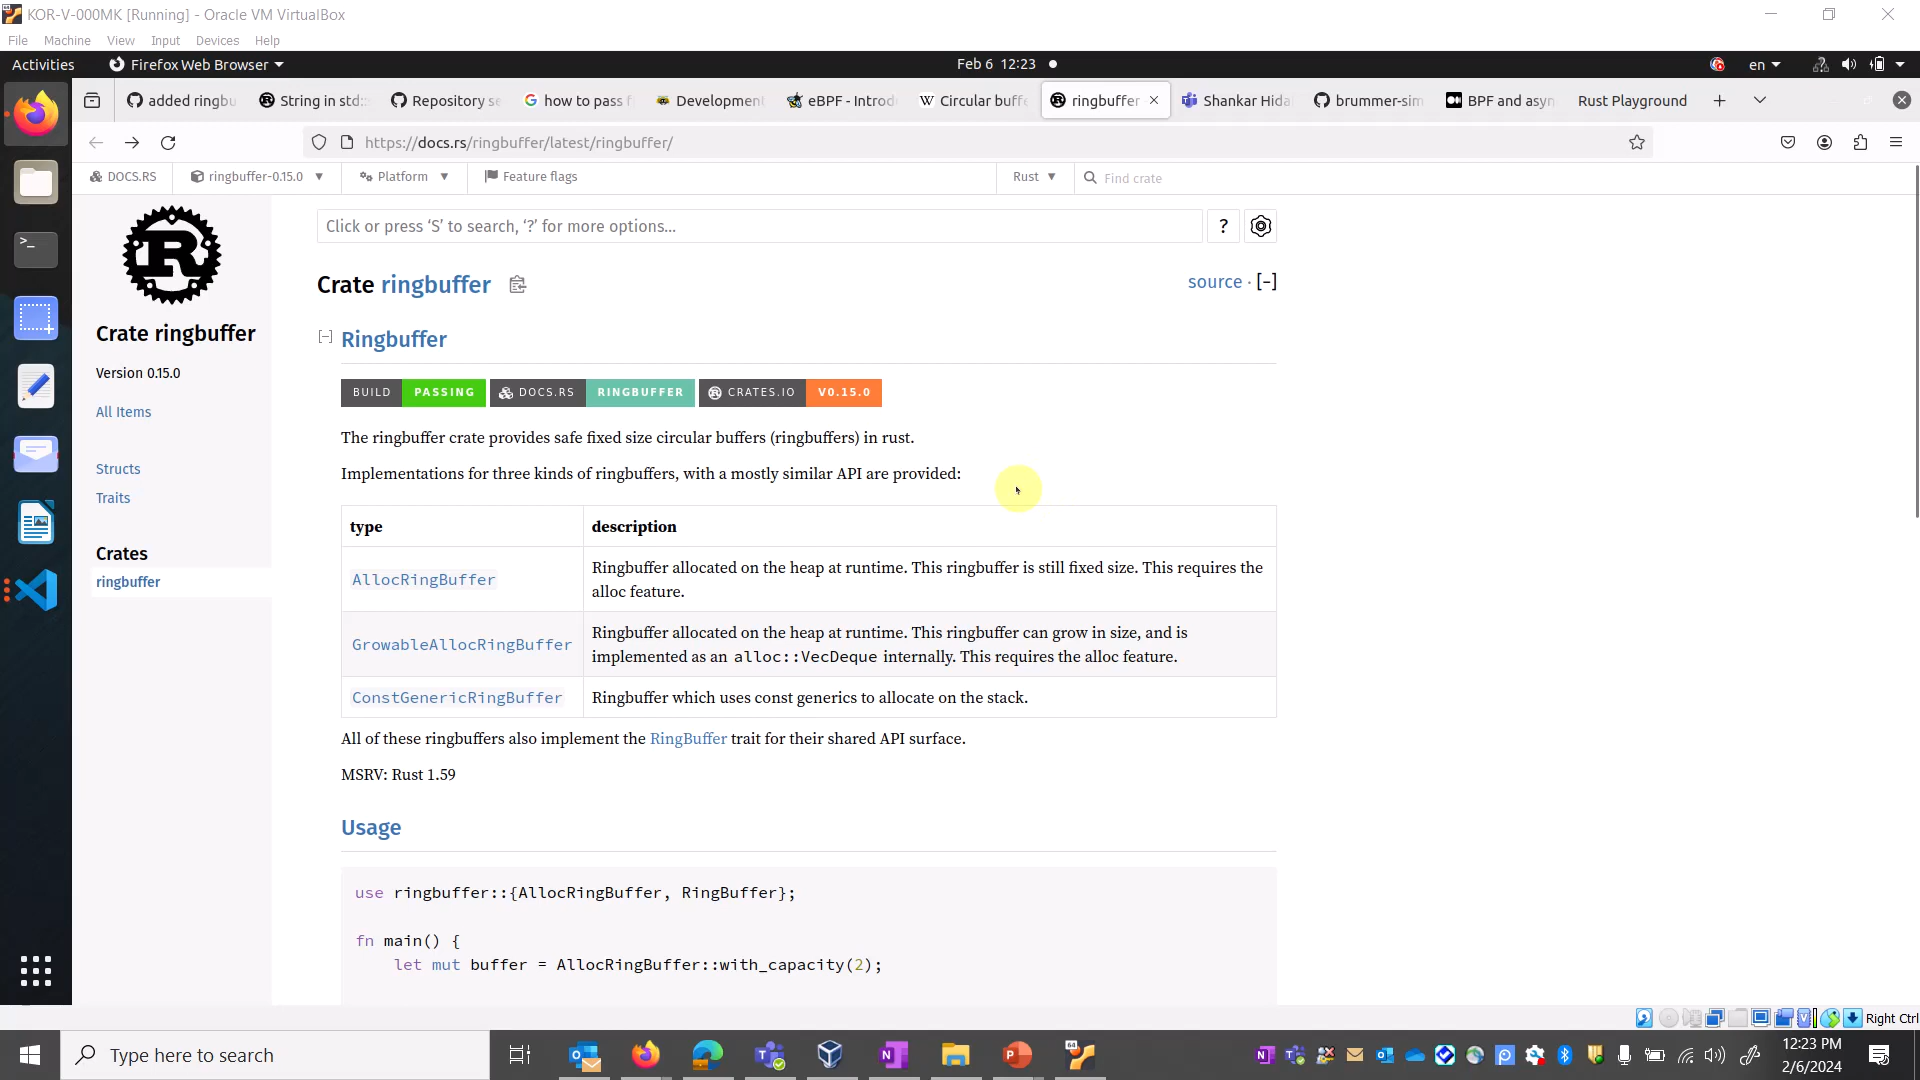 KOR-V-000MK [Running] - Oracle VM VirtualBox
File Machine View Input Devices Help
Activities Firefox Web Browser Feb 6 12:23 en
added ringbu String in std:: Repository se how to pass f Development eBPF - Introd Circular buffe ringbuffer Shankar Hida brummer-sim BPF and asyn Rust Playground
https://docs.rs/ringbuffer/latest/ringbuffer/
DOCS.RS ringbuffer-0.15.0 Platform Feature flags Rust Find crate
Click or press ‘S’ to search, ‘?’ for more options... ?
Crate ringbuffer source · [-]
Crate ringbuffer
Version 0.15.0
All Items
Structs
Traits
Crates
ringbuffer
[-] Ringbuffer
BUILD PASSING DOCS.RS RINGBUFFER CRATES.IO V0.15.0
The ringbuffer crate provides safe fixed size circular buffers (ringbuffers) in rust.
Implementations for three kinds of ringbuffers, with a mostly similar API are provided:
type description
AllocRingBuffer Ringbuffer allocated on the heap at runtime. This ringbuffer is still fixed size. This requires the
alloc feature.
GrowableAllocRingBuffer Ringbuffer allocated on the heap at runtime. This ringbuffer can grow in size, and is
implemented as an alloc::VecDeque internally. This requires the alloc feature.
ConstGenericRingBuffer Ringbuffer which uses const generics to allocate on the stack.
All of these ringbuffers also implement the RingBuffer trait for their shared API surface.
MSRV: Rust 1.59
Usage
use ringbuffer::{AllocRingBuffer, RingBuffer};
fn main() {
let mut buffer = AllocRingBuffer::with_capacity(2);
Right Ctrl
Type here to search
12:23 PM
2/6/2024